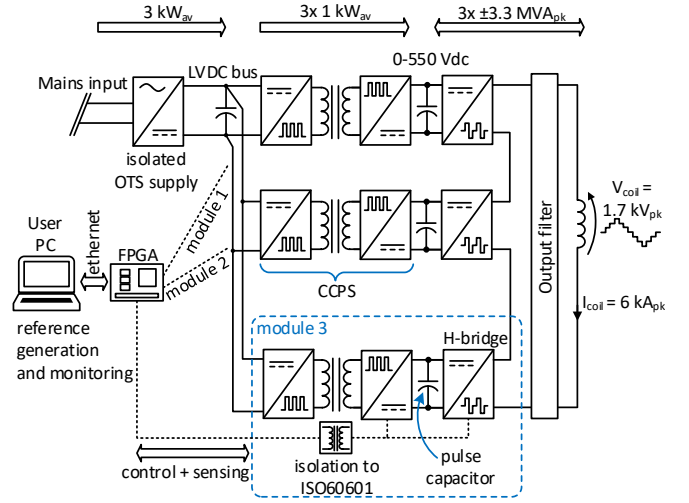 3 kWav
3x 1 kWav
3x ±3.3 MVApk
Mains input
LVDC bus
0-550 Vdc
isolated
OTS supply
module 1
module 2
User
PC
ethernet
FPGA
CCPS
Output filter
Vcoil =
1.7 kVpk
Icoil = 6 kApk
reference
generation
and monitoring
module 3
H-bridge
control + sensing
isolation to
ISO60601
pulse
capacitor